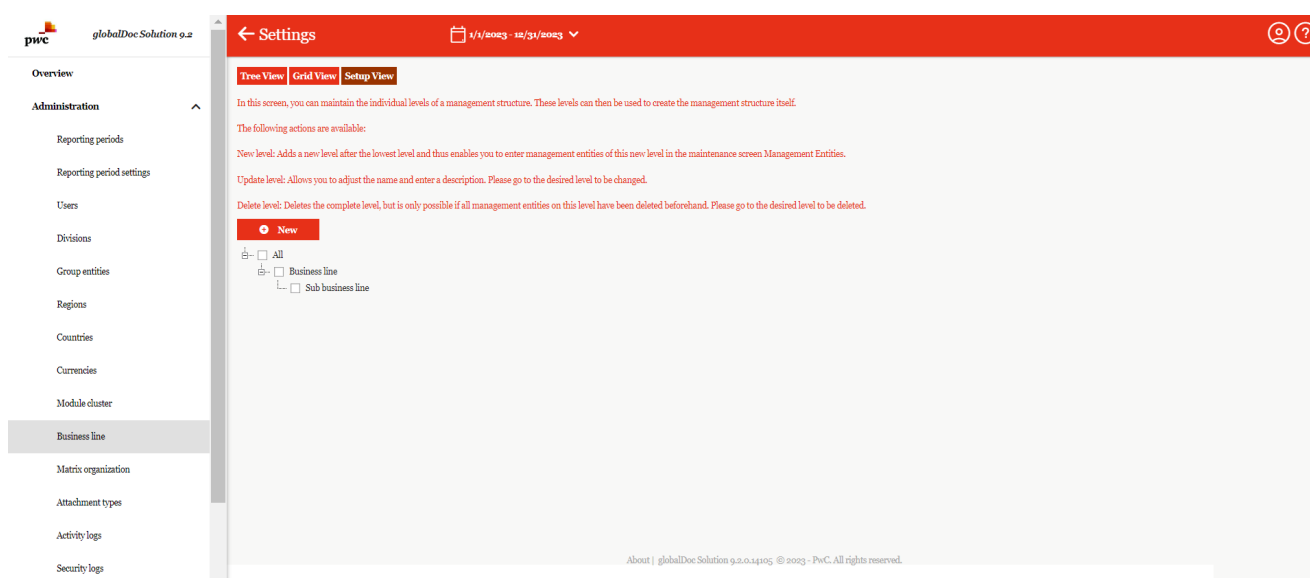 pwc
globalDoc Solution 9.2
Settings
1/1/2023 - 12/31/2023
?
Overview
Administration
Reporting periods
Reporting period settings
Users
Divisions
Group entities
Regions
Countries
Currencies
Module cluster
Business line
Matrix organization
Attachment types
Activity logs
Security logs
Tree View Grid View Setup View
In this screen, you can maintain the individual levels of a management structure. These levels can then be used to create the management structure itself.
The following actions are available:
New level: Adds a new level after the lowest level and thus enables you to enter management entities of this new level in the maintenance screen Management Entities.
Update level: Allows you to adjust the name and enter a description. Please go to the desired level to be changed.
Delete level: Deletes the complete level, but is only possible if all management entities on this level have been deleted beforehand. Please go to the desired level to be deleted.
New
All
Business line
Sub business line
About | globalDoc Solution 9.2.0.14105 © 2023 - PwC. All rights reserved.